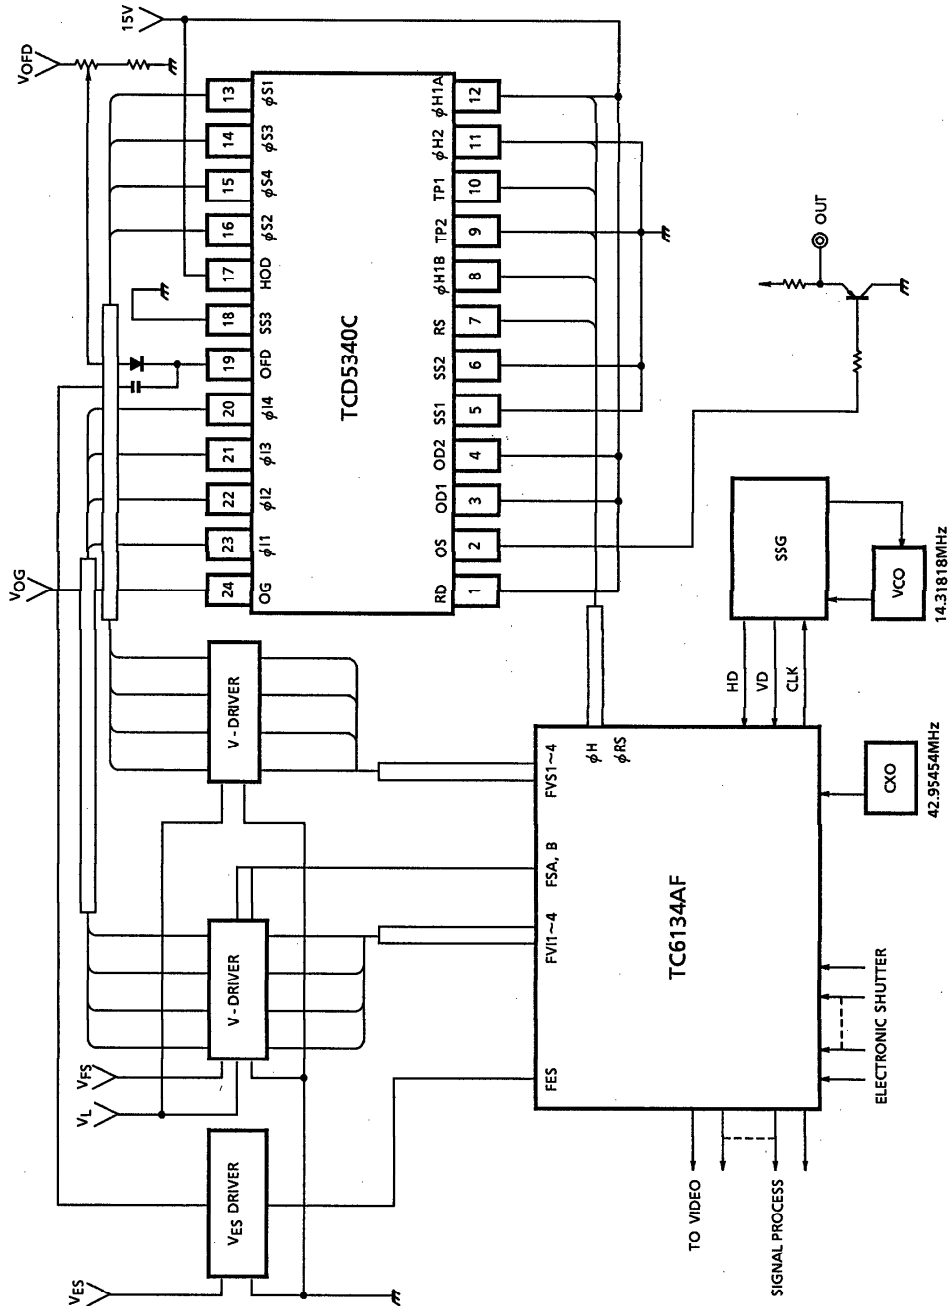 VES
VL
VFS
VOG
VOFD
15V
VES DRIVER
V-DRIVER
V-DRIVER
24
23
22
21
20
19
18
17
16
15
14
13
OG
φI1
φI2
φI3
φI4
OFD
SS3
HOD
φS2
φS4
φS3
φS1
TCD5340C
RD
OS
OD1
OD2
SS1
SS2
RS
φH1B
TP2
TP1
φH2
φH1A
1
2
3
4
5
6
7
8
9
10
11
12
FES
FVI1~4
FSA, B
FVS1~4
φH
φRS
TC6134AF
HD
VD
CLK
SSG
VCO
14.31818MHz
CXO
42.95454MHz
OUT
TO VIDEO
SIGNAL PROCESS
ELECTRONIC SHUTTER